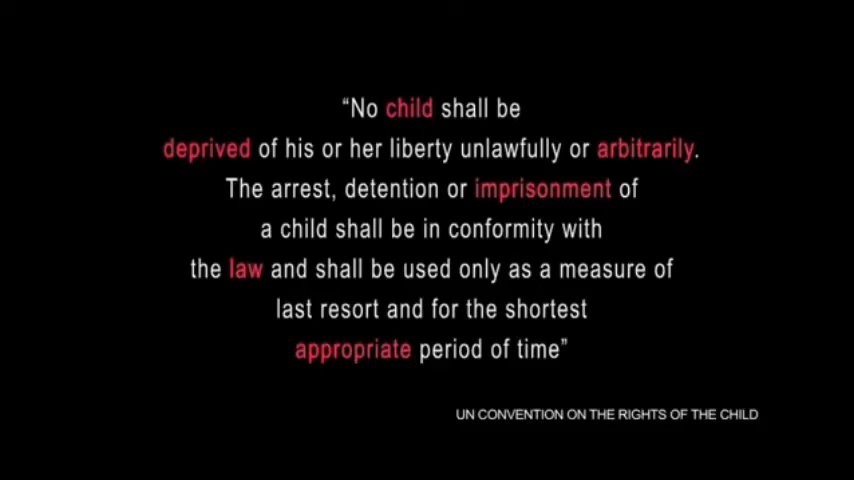 “No child shall be
deprived of his or her liberty unlawfully or arbitrarily.
The arrest, detention or imprisonment of
a child shall be in conformity with
the law and shall be used only as a measure of
last resort and for the shortest
appropriate period of time”
UN CONVENTION ON THE RIGHTS OF THE CHILD